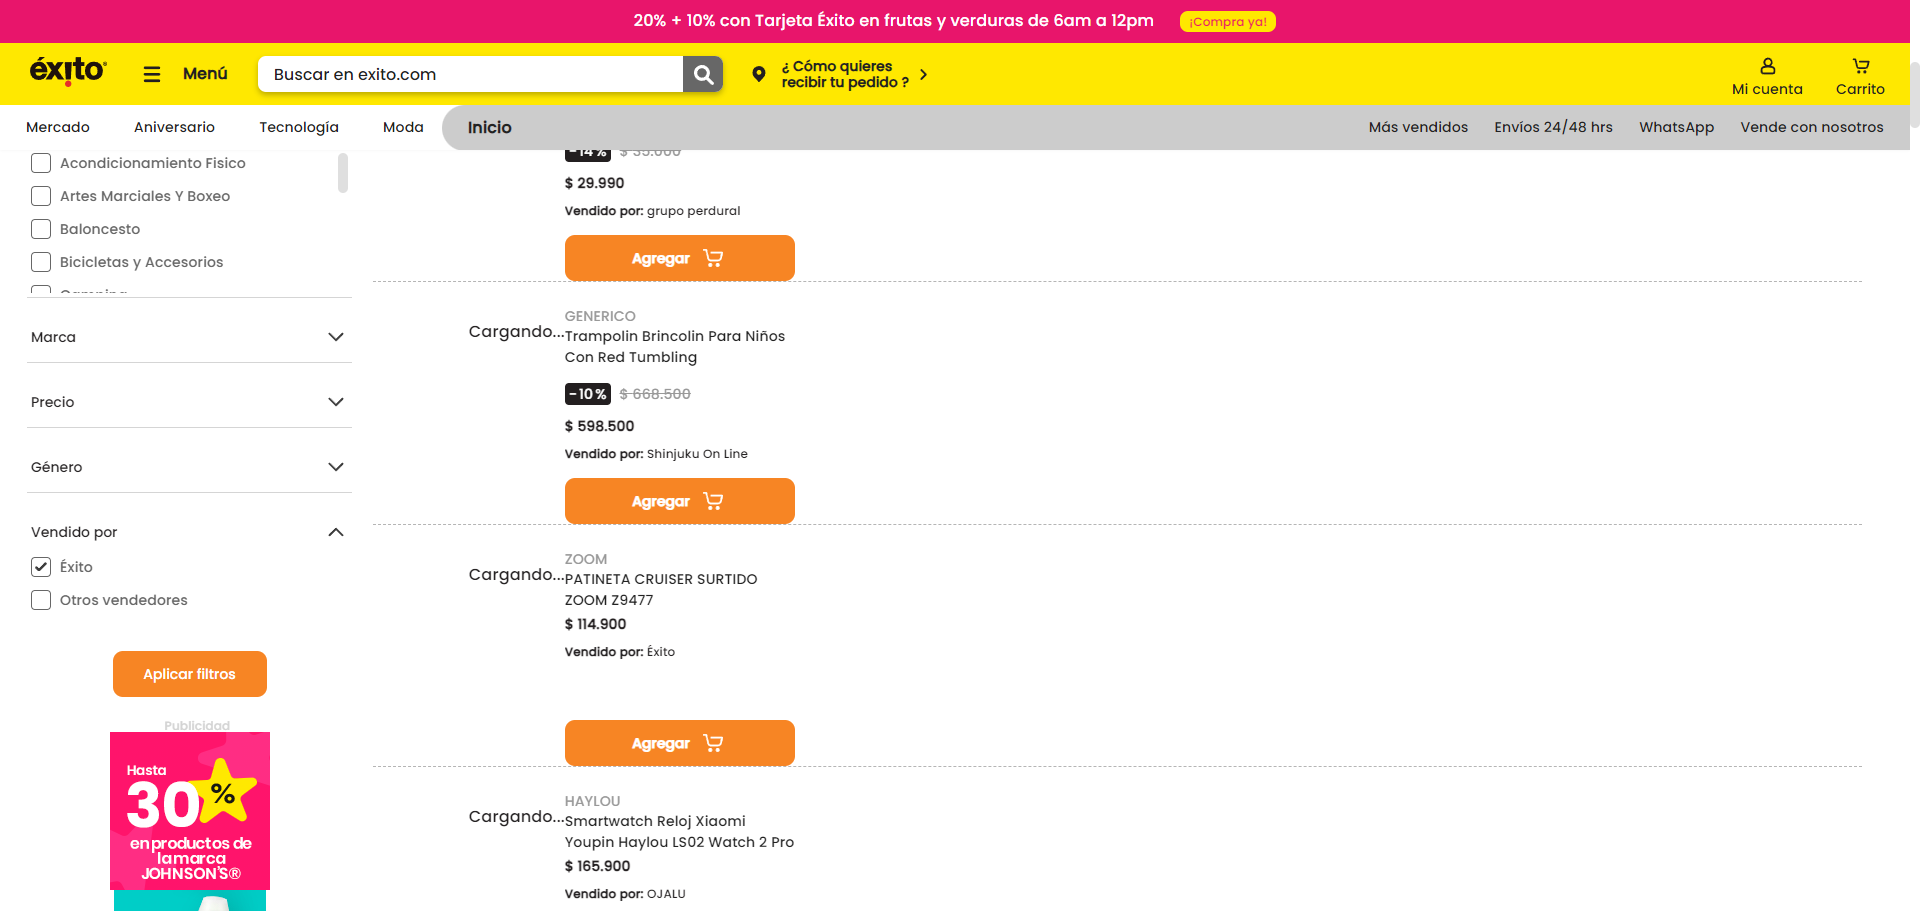 20% + 10% con Tarjeta Éxito en frutas y verduras de 6am a 12pm
¡Compra ya!
éxito
Menú
Buscar en exito.com
¿ Cómo quieres
recibir tu pedido ?
Mi cuenta
Carrito
Mercado
Aniversario
Tecnología
Moda
Inicio
Más vendidos
Envíos 24/48 hrs
WhatsApp
Vende con nosotros
Acondicionamiento Fisico
Artes Marciales Y Boxeo
Baloncesto
Bicicletas y Accesorios
Camping
Marca
Precio
Género
Vendido por
Éxito
Otros vendedores
Aplicar filtros
Publicidad
Hasta
30%
en productos de
la marca
JOHNSON'S®
-14% $ 35.000
$ 29.990
Vendido por: grupo perdural
Agregar
Cargando...
GENERICO
Trampolin Brincolin Para Niños
Con Red Tumbling
-10% $ 668.500
$ 598.500
Vendido por: Shinjuku On Line
Agregar
Cargando...
ZOOM
PATINETA CRUISER SURTIDO
ZOOM Z9477
$ 114.900
Vendido por: Éxito
Agregar
Cargando...
HAYLOU
Smartwatch Reloj Xiaomi
Youpin Haylou LS02 Watch 2 Pro
$ 165.900
Vendido por: OJALU